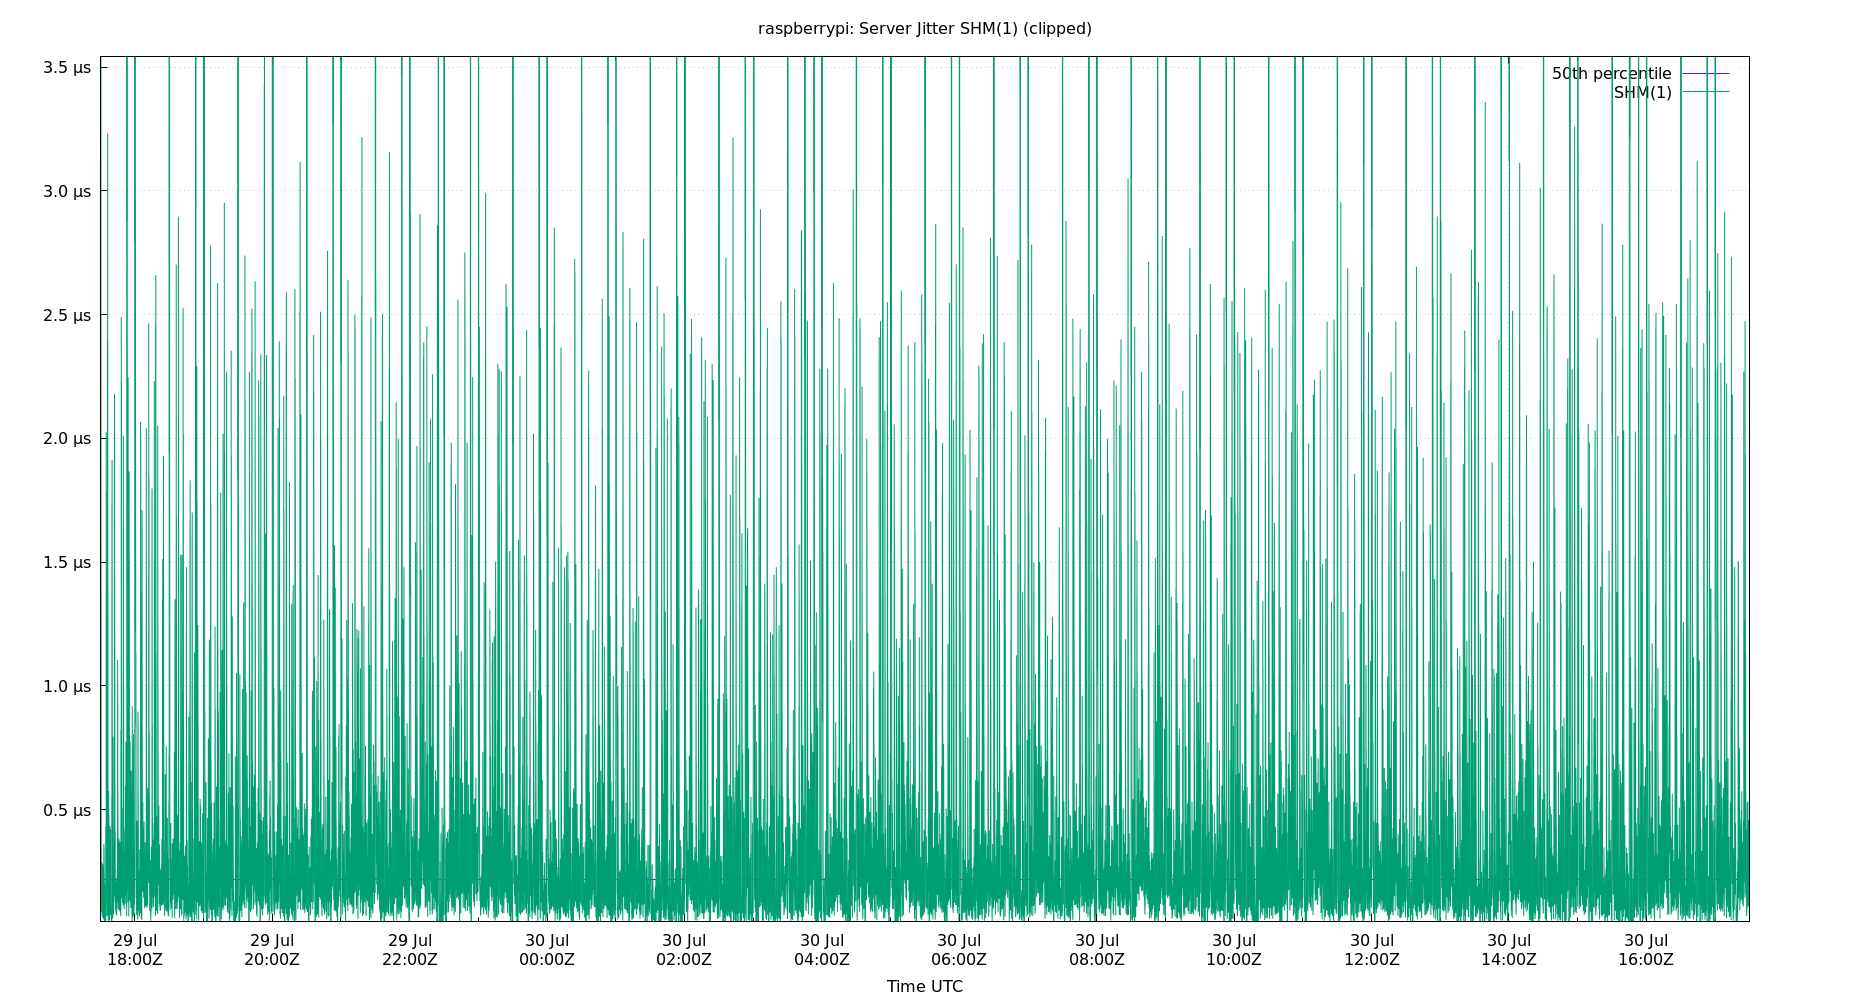 raspberrypi: Server Jitter SHM(1) (clipped)
3.5 µs
3.0 µs
2.5 µs
2.0 µs
1.5 µs
1.0 µs
0.5 µs
50th percentile
SHM(1)
29 Jul 29 Jul 29 Jul 30 Jul 30 Jul 30 Jul 30 Jul 30 Jul 30 Jul 30 Jul 30 Jul 30 Jul
18:00Z 20:00Z 22:00Z 00:00Z 02:00Z 04:00Z 06:00Z 08:00Z 10:00Z 12:00Z 14:00Z 16:00Z
Time UTC